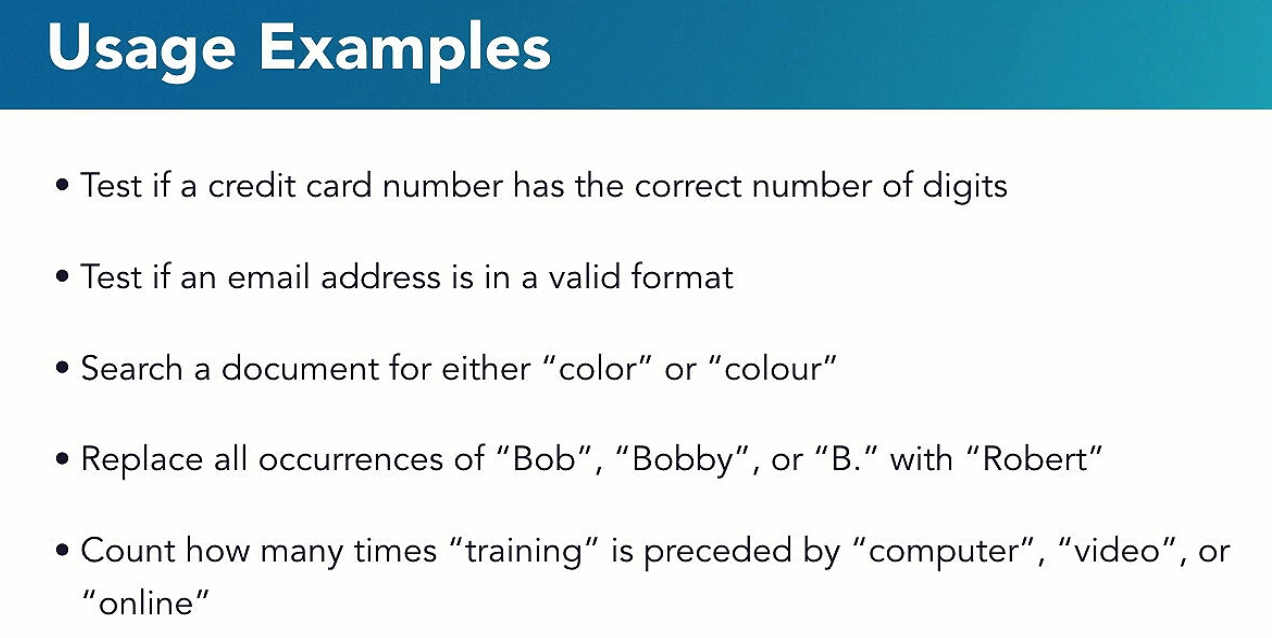 Usage Examples
• Test if a credit card number has the correct number of digits
• Test if an email address is in a valid format
• Search a document for either “color” or “colour”
• Replace all occurrences of “Bob”, “Bobby”, or “B.” with “Robert”
• Count how many times “training” is preceded by “computer”, “video”, or
“online”